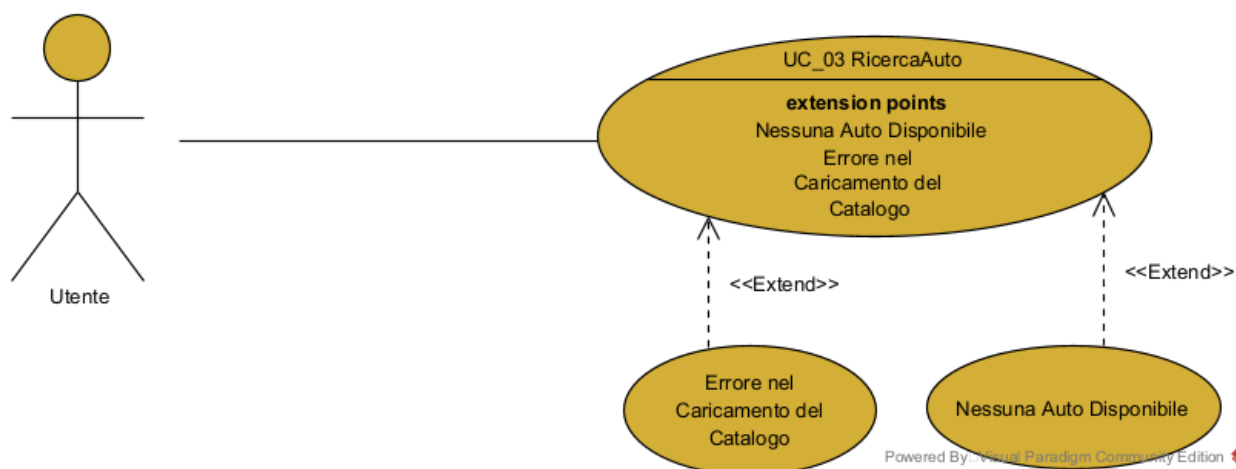 UC_03 RicercaAuto
extension points
Nessuna Auto Disponibile
Errore nel
Caricamento del
Catalogo
Utente
<<Extend>>
<<Extend>>
Errore nel
Caricamento del
Catalogo
Nessuna Auto Disponibile
Powered By Visual Paradigm Community Edition